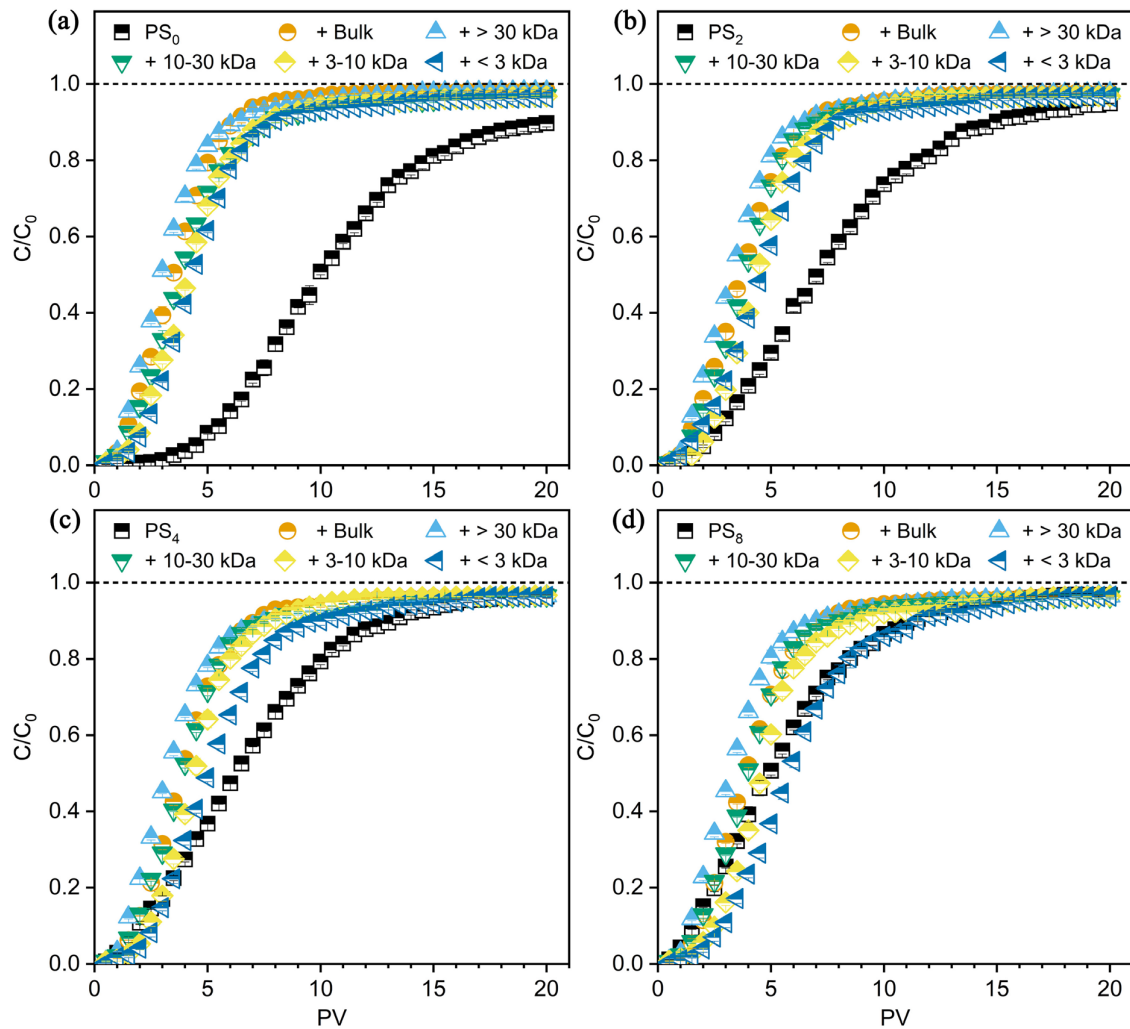 (a) PS₀ + Bulk + > 30 kDa
+ 10-30 kDa + 3-10 kDa + < 3 kDa
1.0
0.8
0.6
0.4
0.2
0.0
C/C₀
0 5 10 15 20
(b) PS₂ + Bulk + > 30 kDa
+ 10-30 kDa + 3-10 kDa + < 3 kDa
1.0
0.8
0.6
0.4
0.2
0.0
C/C₀
0 5 10 15 20
(c) PS₄ + Bulk + > 30 kDa
+ 10-30 kDa + 3-10 kDa + < 3 kDa
1.0
0.8
0.6
0.4
0.2
0.0
C/C₀
0 5 10 15 20
PV
(d) PS₈ + Bulk + > 30 kDa
+ 10-30 kDa + 3-10 kDa + < 3 kDa
1.0
0.8
0.6
0.4
0.2
0.0
C/C₀
0 5 10 15 20
PV